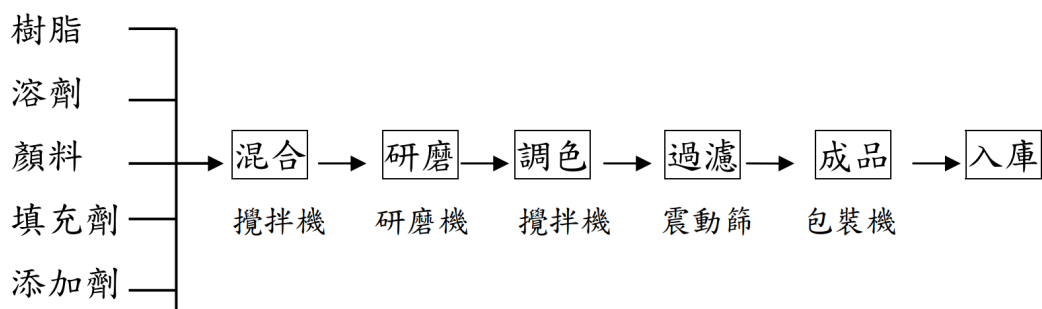 樹脂
溶劑
顏料
填充劑
添加劑
混合 研磨 調色 過濾 成品 入庫
攪拌機 研磨機 攪拌機 震動篩 包裝機